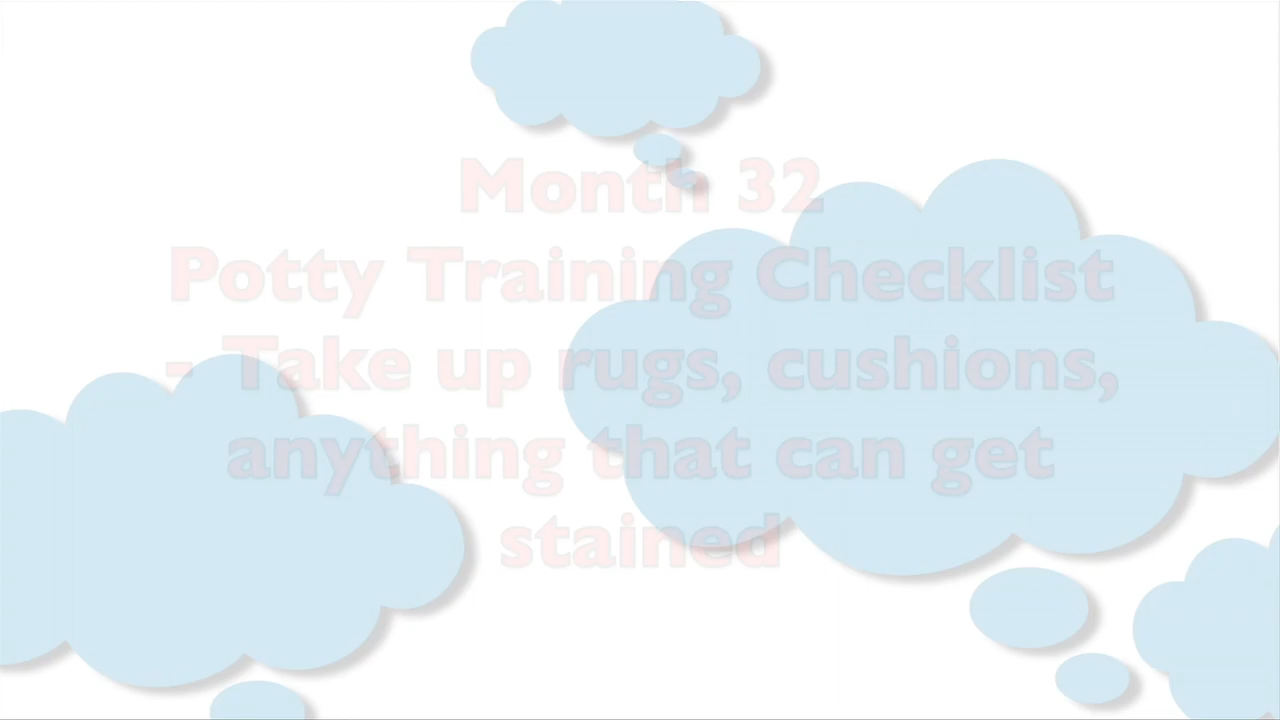 Month 32
Potty Training Checklist
- Take up rugs, cushions,
anything that can get
stained